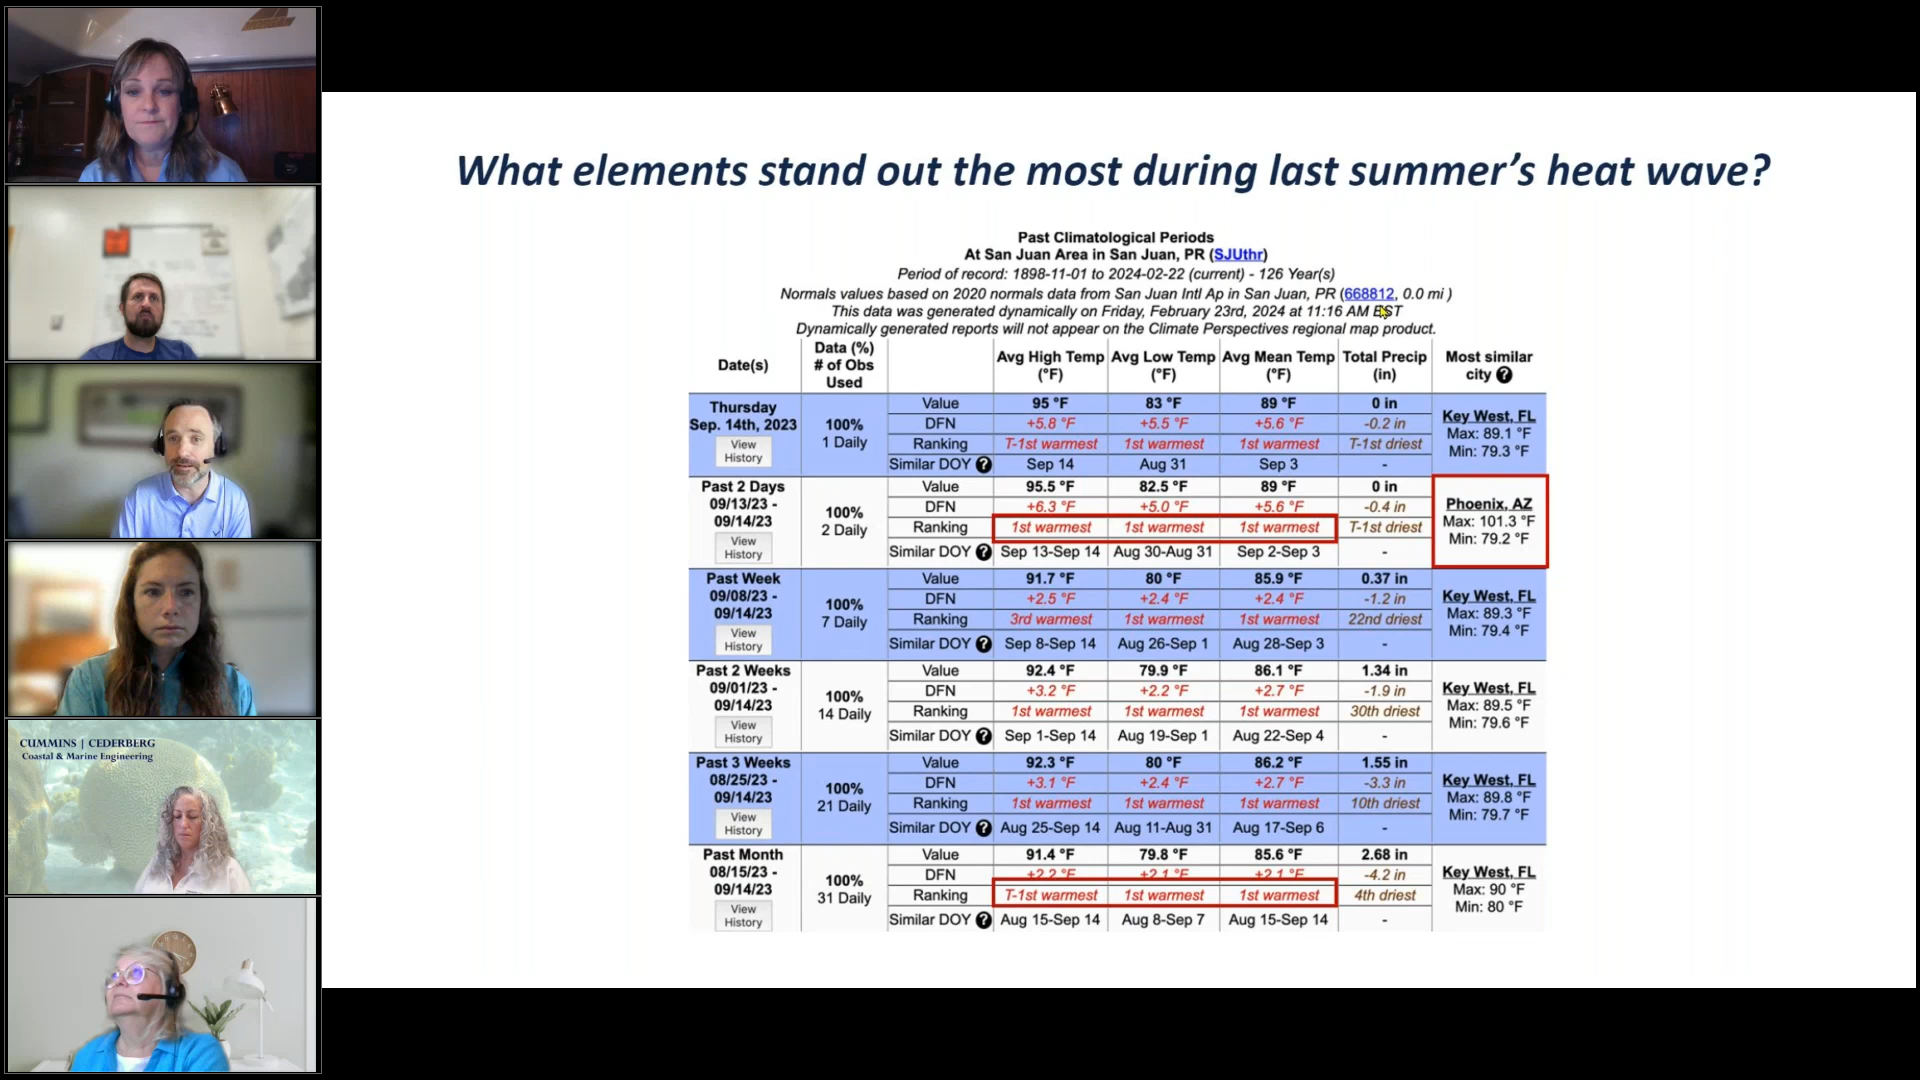 CUMMINS | CEDERBERG
Coastal & Marine Engineering
What elements stand out the most during last summer's heat wave?
Past Climatological Periods
At San Juan Area in San Juan, PR (SJUthr)
Period of record: 1898-11-01 to 2024-02-22 (current) - 126 Year(s)
Normals values based on 2020 normals data from San Juan Intl Ap in San Juan, PR (668812, 0.0 mi )
This data was generated dynamically on Friday, February 23rd, 2024 at 11:16 AM EST
Dynamically generated reports will not appear on the Climate Perspectives regional map product.
Date(s) Data (%) # of Obs Used Avg High Temp (°F) Avg Low Temp (°F) Avg Mean Temp (°F) Total Precip (in) Most similar city ?
Thursday Sep. 14th, 2023 View History 100% 1 Daily
Value 95 °F 83 °F 89 °F 0 in
DFN +5.8 °F +5.5 °F +5.6 °F -0.2 in
Ranking T-1st warmest 1st warmest 1st warmest T-1st driest
Similar DOY ? Sep 14 Aug 31 Sep 3 -
Key West, FL
Max: 89.1 °F
Min: 79.3 °F
Past 2 Days 09/13/23 - 09/14/23 View History 100% 2 Daily
Value 95.5 °F 82.5 °F 89 °F 0 in
DFN +6.3 °F +5.0 °F +5.6 °F -0.4 in
Ranking 1st warmest 1st warmest 1st warmest T-1st driest
Similar DOY ? Sep 13-Sep 14 Aug 30-Aug 31 Sep 2-Sep 3 -
Phoenix, AZ
Max: 101.3 °F
Min: 79.2 °F
Past Week 09/08/23 - 09/14/23 View History 100% 7 Daily
Value 91.7 °F 80 °F 85.9 °F 0.37 in
DFN +2.5 °F +2.4 °F +2.4 °F -1.2 in
Ranking 3rd warmest 1st warmest 1st warmest 22nd driest
Similar DOY ? Sep 8-Sep 14 Aug 26-Sep 1 Aug 28-Sep 3 -
Key West, FL
Max: 89.3 °F
Min: 79.4 °F
Past 2 Weeks 09/01/23 - 09/14/23 View History 100% 14 Daily
Value 92.4 °F 79.9 °F 86.1 °F 1.34 in
DFN +3.2 °F +2.2 °F +2.7 °F -1.9 in
Ranking 1st warmest 1st warmest 1st warmest 30th driest
Similar DOY ? Sep 1-Sep 14 Aug 19-Sep 1 Aug 22-Sep 4 -
Key West, FL
Max: 89.5 °F
Min: 79.6 °F
Past 3 Weeks 08/25/23 - 09/14/23 View History 100% 21 Daily
Value 92.3 °F 80 °F 86.2 °F 1.55 in
DFN +3.1 °F +2.4 °F +2.7 °F -3.3 in
Ranking 1st warmest 1st warmest 1st warmest 10th driest
Similar DOY ? Aug 25-Sep 14 Aug 11-Aug 31 Aug 17-Sep 6 -
Key West, FL
Max: 89.8 °F
Min: 79.7 °F
Past Month 08/15/23 - 09/14/23 View History 100% 31 Daily
Value 91.4 °F 79.8 °F 85.6 °F 2.68 in
DFN +2.2 °F +2.1 °F +2.1 °F -4.2 in
Ranking T-1st warmest 1st warmest 1st warmest 4th driest
Similar DOY ? Aug 15-Sep 14 Aug 8-Sep 7 Aug 15-Sep 14 -
Key West, FL
Max: 90 °F
Min: 80 °F